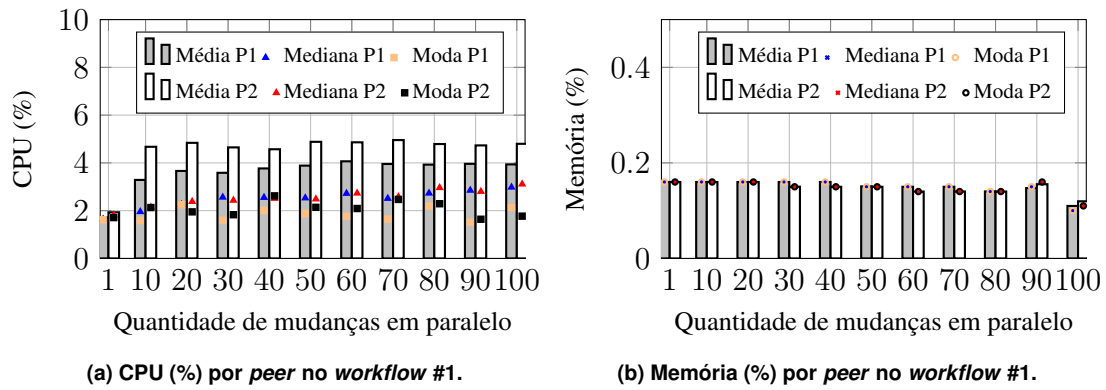 10
8
6
4
2
0
CPU (%)
Média P1 Mediana P1 Moda P1
Média P2 Mediana P2 Moda P2
1 10 20 30 40 50 60 70 80 90 100
Quantidade de mudanças em paralelo
(a) CPU (%) por peer no workflow #1.
0.4
0.2
0
Memória (%)
Média P1 Mediana P1 Moda P1
Média P2 Mediana P2 Moda P2
1 10 20 30 40 50 60 70 80 90 100
Quantidade de mudanças em paralelo
(b) Memória (%) por peer no workflow #1.